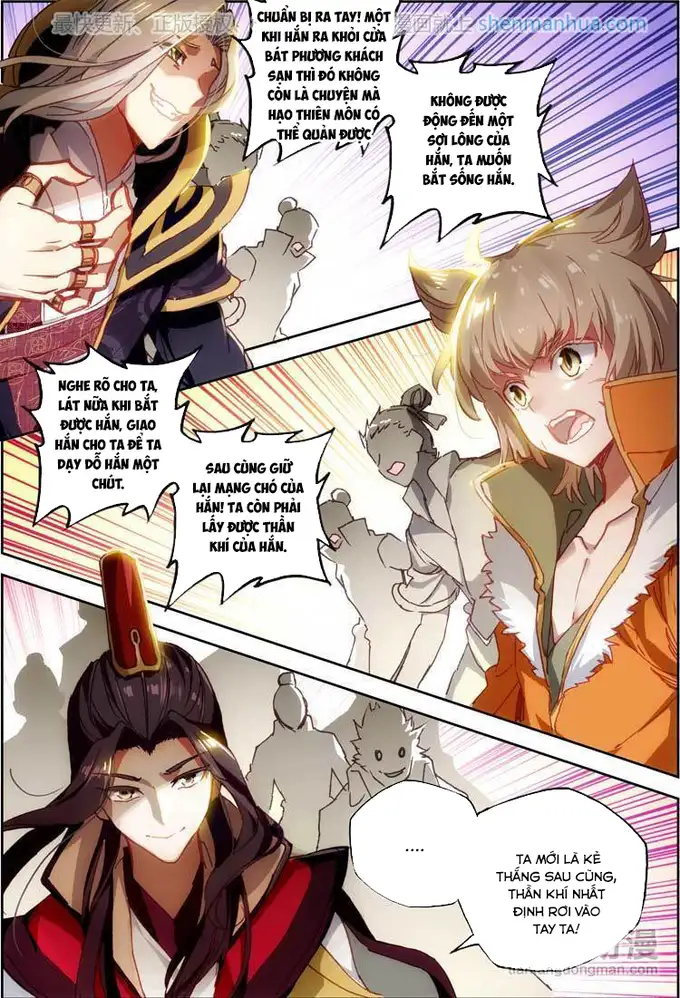 最快更新、正版授权
漫画就上 shenmanhua.com
CHUẨN BỊ RA TAY! MỘT
KHI HẮN RA KHỎI CỬA
BÁT PHƯƠNG KHÁCH
SẠN THÌ ĐÓ KHÔNG
CÒN LÀ CHUYỆN MÀ
HẠO THIÊN MÔN CÓ
THỂ QUẢN ĐƯỢC
KHÔNG ĐƯỢC
ĐỘNG ĐẾN MỘT
SỢI LÔNG CỦA
HẮN, TA MUỐN
BẮT SỐNG HẮN.
NGHE RÕ CHO TA,
LÁT NỮA KHI BẮT
ĐƯỢC HẮN, GIAO
HẮN CHO TA ĐỂ TA
DẠY DỖ HẮN MỘT
CHÚT.
SAU CÙNG GIỮ
LẠI MẠNG CHÓ CỦA
HẮN! TA CÒN PHẢI
LẤY ĐƯỢC THẦN
KHÍ CỦA HẮN.
....
TA MỚI LÀ KẺ
THẮNG SAU CÙNG,
THẦN KHÍ NHẤT
ĐỊNH RƠI VÀO
TAY TA!